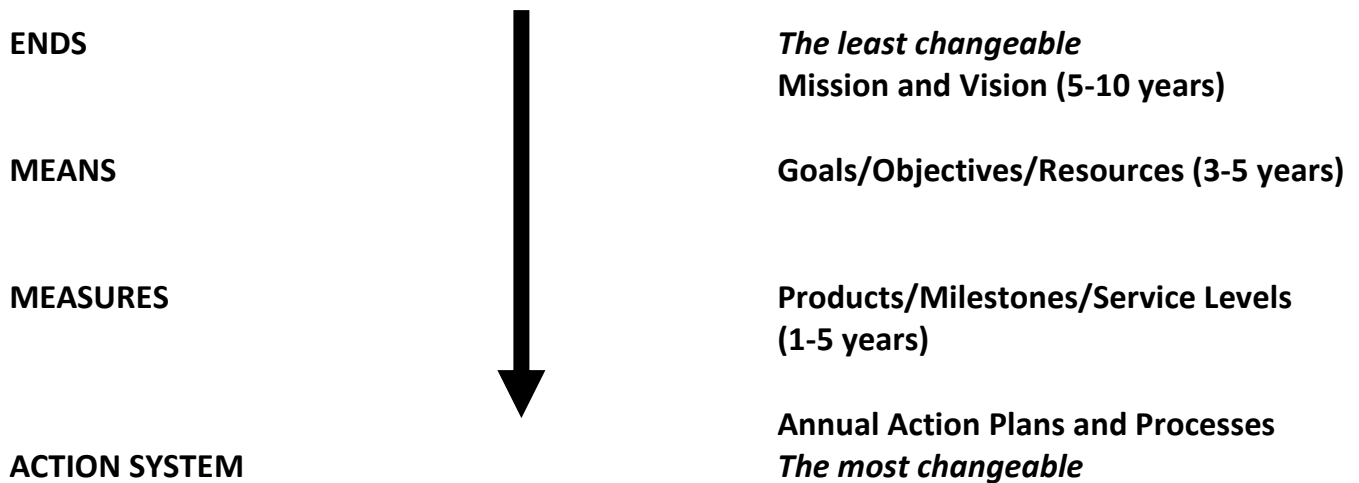 ENDS
The least changeable
Mission and Vision (5-10 years)
MEANS
Goals/Objectives/Resources (3-5 years)
MEASURES
Products/Milestones/Service Levels
(1-5 years)
Annual Action Plans and Processes
ACTION SYSTEM
The most changeable